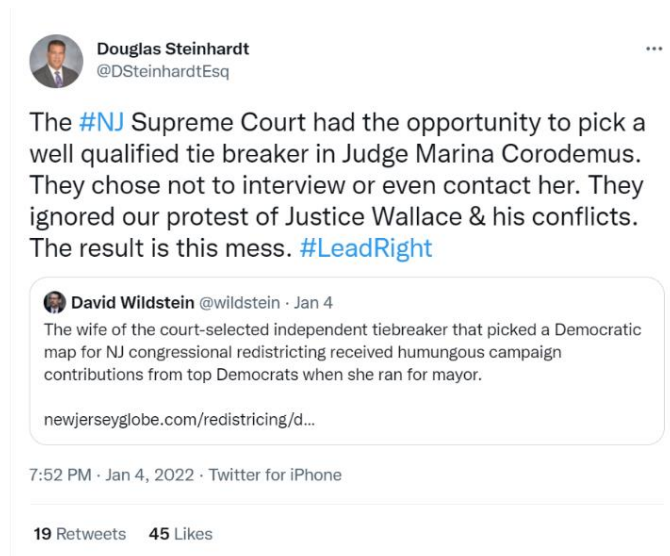 Douglas Steinhardt
@DSteinhardtEsq
The #NJ Supreme Court had the opportunity to pick a
well qualified tie breaker in Judge Marina Corodemus.
They chose not to interview or even contact her. They
ignored our protest of Justice Wallace & his conflicts.
The result is this mess. #LeadRight
David Wildstein @wildstein · Jan 4
The wife of the court-selected independent tiebreaker that picked a Democratic
map for NJ congressional redistricting received humungous campaign
contributions from top Democrats when she ran for mayor.
newjerseyglobe.com/redistricing/d...
7:52 PM · Jan 4, 2022 · Twitter for iPhone
19 Retweets 45 Likes